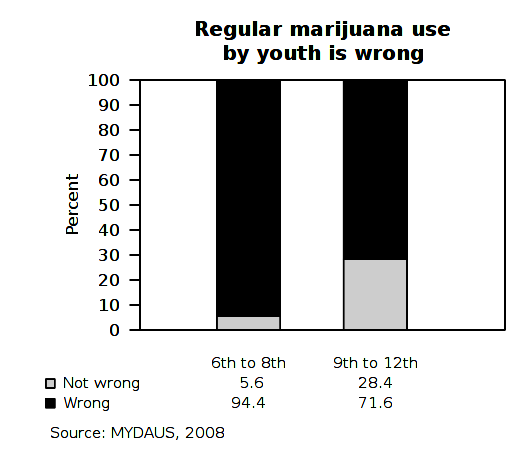 Regular marijuana use
by youth is wrong
100
90
80
70
60
50
40
30
20
10
0
Percent
6th to 8th 9th to 12th
Not wrong 5.6 28.4
Wrong 94.4 71.6
Source: MYDAUS, 2008